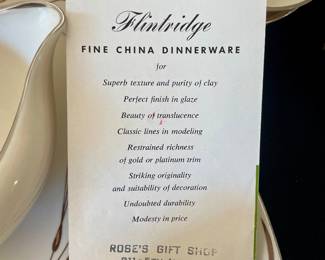 Flintridge
FINE CHINA DINNERWARE
for
Superb texture and purity of clay
Perfect finish in glaze
Beauty of translucence
Classic lines in modeling
Restrained richness
of gold or platinum trim
Striking originality
and suitability of decoration
Undoubted durability
Modesty in price
ROSE'S GIFT SHOP